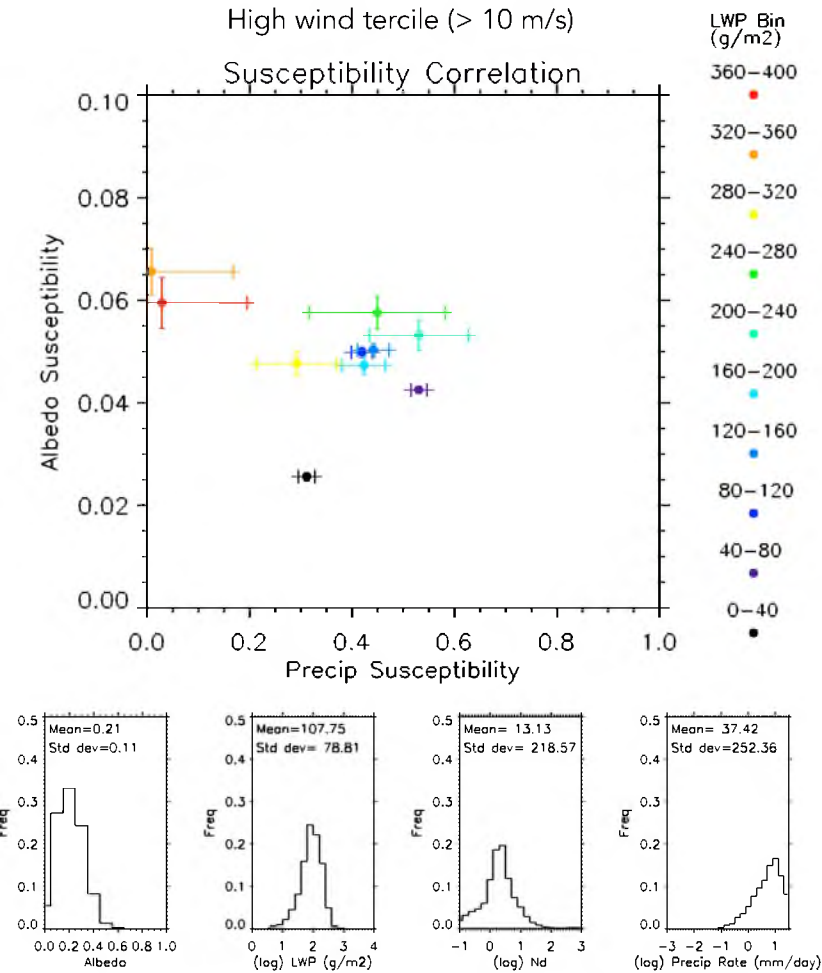 High wind tercile (> 10 m/s)
Susceptibility Correlation
0.10
0.08
0.06
0.04
0.02
0.00
Albedo Susceptibility
0.0 0.2 0.4 0.6 0.8 1.0
Precip Susceptibility
LWP Bin
(g/m2)
360−400
320−360
280−320
240−280
200−240
160−200
120−160
80−120
40−80
0−40
0.5
0.4
0.3
0.2
0.1
0.0
Freq
Mean=0.21
Std dev=0.11
0.0 0.2 0.4 0.6 0.8 1.0
Albedo
0.5
0.4
0.3
0.2
0.1
0.0
Freq
Mean=107.75
Std dev= 78.81
0 1 2 3 4
(log) LWP (g/m2)
0.5
0.4
0.3
0.2
0.1
0.0
Freq
Mean= 13.13
Std dev= 218.57
−1 0 1 2 3
(log) Nd
0.5
0.4
0.3
0.2
0.1
0.0
Freq
Mean= 37.42
Std dev=252.36
−3 −2 −1 0 1
(log) Precip Rate (mm/day)